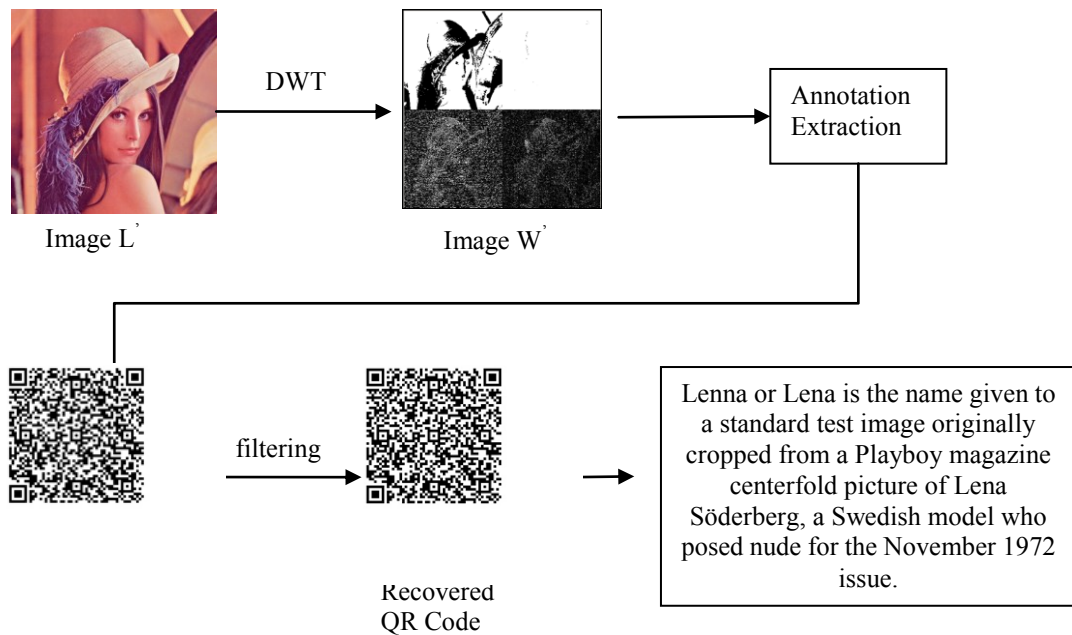 DWT
Annotation
Extraction
Image L’
Image W’
filtering
Lenna or Lena is the name given to
a standard test image originally
cropped from a Playboy magazine
centerfold picture of Lena
Söderberg, a Swedish model who
posed nude for the November 1972
issue.
Recovered
QR Code